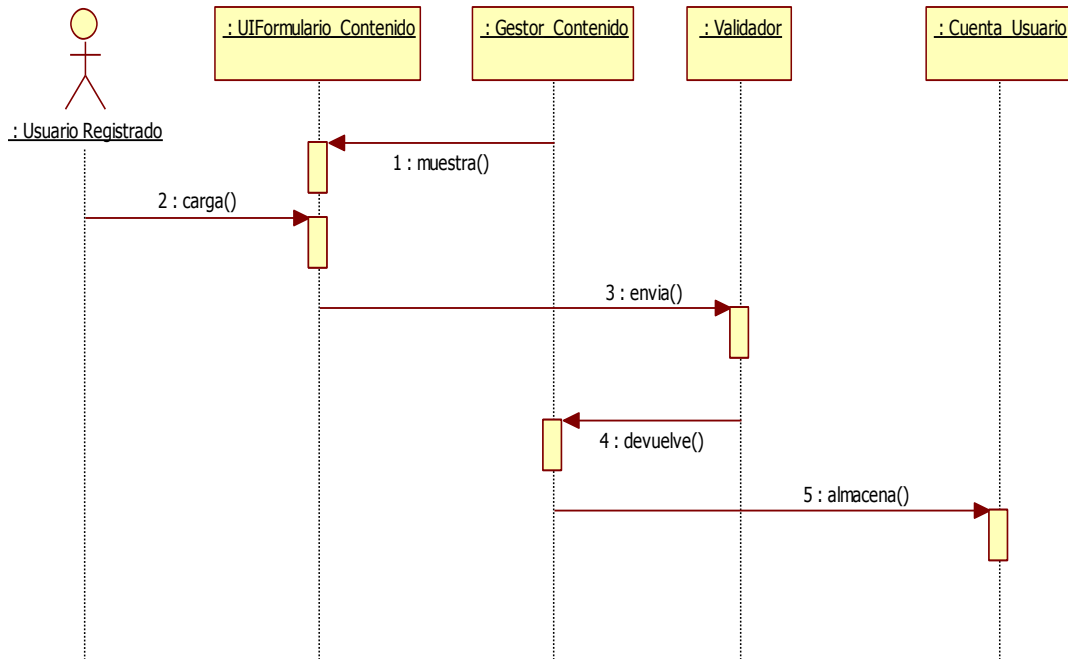 : UIFormulario_Contenido
: Gestor_Contenido
: Validador
: Cuenta_Usuario
: Usuario Registrado
1 : muestra()
2 : carga()
3 : envia()
4 : devuelve()
5 : almacena()